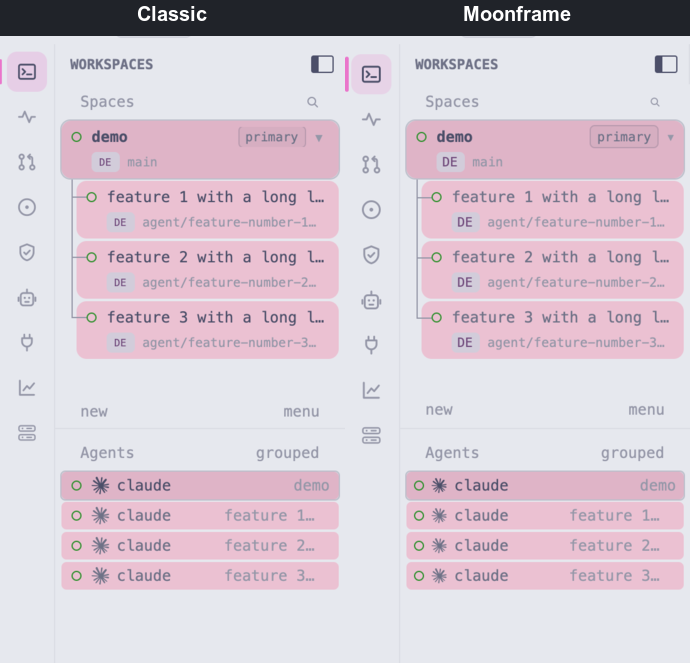 Classic
WORKSPACES
Spaces
demo primary
DE main
feature 1 with a long l…
DE agent/feature-number-1…
feature 2 with a long l…
DE agent/feature-number-2…
feature 3 with a long l…
DE agent/feature-number-3…
new menu
Agents grouped
claude demo
claude feature 1…
claude feature 2…
claude feature 3…
Moonframe
WORKSPACES
Spaces
demo primary
DE main
feature 1 with a long l…
DE agent/feature-number-1…
feature 2 with a long l…
DE agent/feature-number-2…
feature 3 with a long l…
DE agent/feature-number-3…
new menu
Agents grouped
claude demo
claude feature 1…
claude feature 2…
claude feature 3…